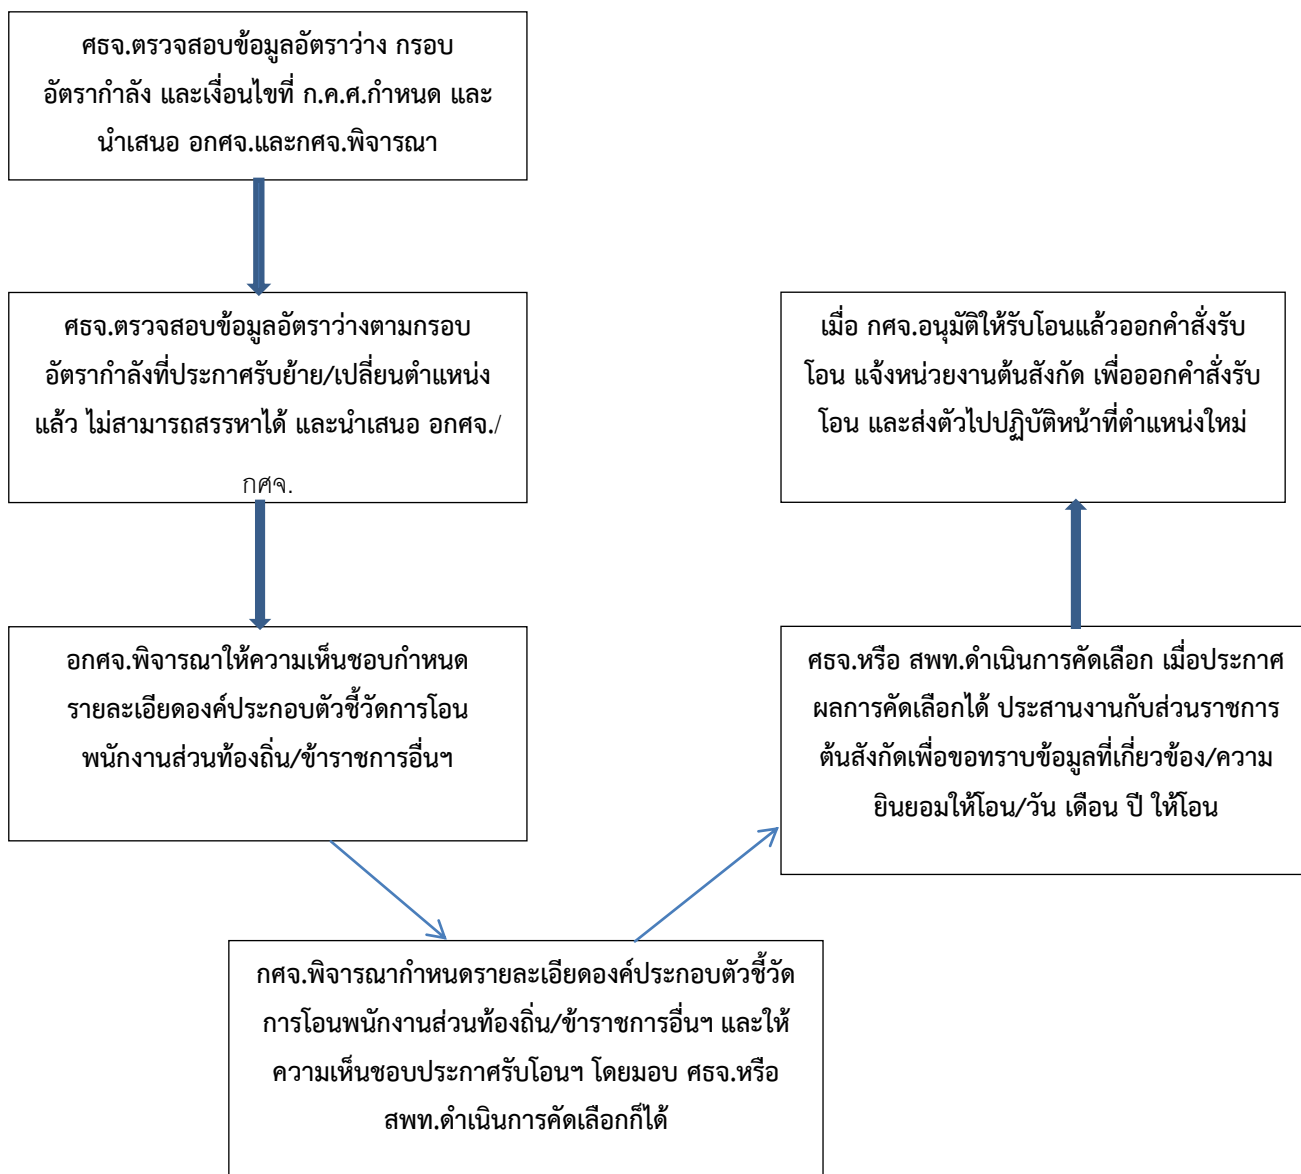 ศธจ.ตรวจสอบข้อมูลอัตราว่าง กรอบ
อัตรากำลัง และเงื่อนไขที่ ก.ค.ศ.กำหนด และ
นำเสนอ อกศจ.และกศจ.พิจารณา
ศธจ.ตรวจสอบข้อมูลอัตราว่างตามกรอบ
อัตรากำลังที่ประกาศรับย้าย/เปลี่ยนตำแหน่ง
แล้ว ไม่สามารถสรรหาได้ และนำเสนอ อกศจ./
กศจ.
อกศจ.พิจารณาให้ความเห็นชอบกำหนด
รายละเอียดองค์ประกอบตัวชี้วัดการโอน
พนักงานส่วนท้องถิ่น/ข้าราชการอื่นฯ
กศจ.พิจารณากำหนดรายละเอียดองค์ประกอบตัวชี้วัด
การโอนพนักงานส่วนท้องถิ่น/ข้าราชการอื่นฯ และให้
ความเห็นชอบประกาศรับโอนฯ โดยมอบ ศธจ.หรือ
สพท.ดำเนินการคัดเลือกก็ได้
ศธจ.หรือ สพท.ดำเนินการคัดเลือก เมื่อประกาศ
ผลการคัดเลือกได้ ประสานงานกับส่วนราชการ
ต้นสังกัดเพื่อขอทราบข้อมูลที่เกี่ยวข้อง/ความ
ยินยอมให้โอน/วัน เดือน ปี ให้โอน
เมื่อ กศจ.อนุมัติให้รับโอนแล้วออกคำสั่งรับ
โอน แจ้งหน่วยงานต้นสังกัด เพื่อออกคำสั่งรับ
โอน และส่งตัวไปปฏิบัติหน้าที่ตำแหน่งใหม่